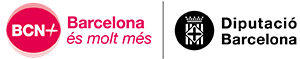 BCN+
Barcelona
és molt més
Diputació
Barcelona